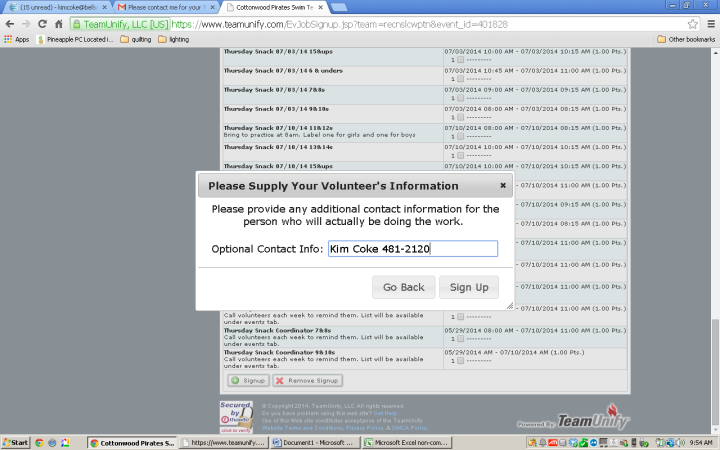 (15 unread) - kimcoke@bells
Please contact me for your S
Cottonwood Pirates Swim Te
TeamUnify, LLC [US] https://www.teamunify.com/EvJobSignup.jsp?team=recnslcwptn&event_id=401828
Apps Pineapple PC Located i... quilting lighting Other bookmarks
Thursday Snack 07/03/14 15&ups 07/03/2014 10:00 AM - 07/03/2014 10:15 AM (1.00 Pts.)
1 ---------
Thursday Snack 07/03/14 6 & unders 07/03/2014 10:45 AM - 07/03/2014 11:00 AM (1.00 Pts.)
1 ---------
Thursday Snack 07/03/14 7&8s 07/03/2014 09:00 AM - 07/03/2014 09:15 AM (1.00 Pts.)
1 ---------
Thursday Snack 07/03/14 9&10s 07/03/2014 08:00 AM - 07/03/2014 08:15 AM (1.00 Pts.)
1 ---------
Thursday Snack 07/10/14 11&12s 07/10/2014 08:00 AM - 07/10/2014 08:15 AM (1.00 Pts.)
Bring to practice at 8am. Label one for girls and one for boys 1 ---------
Thursday Snack 07/10/14 13&14s 07/10/2014 10:00 AM - 07/10/2014 10:15 AM (1.00 Pts.)
1 ---------
Thursday Snack 07/10/14 15&ups 07/10/2014 10:00 AM - 07/10/2014 10:15 AM (1.00 Pts.)
- 07/10/2014 11:00 AM (1.00 Pts.)
- 07/10/2014 09:15 AM (1.00 Pts.)
- 07/10/2014 08:15 AM (1.00 Pts.)
- 07/10/2014 11:00 AM (1.00 Pts.)
- 07/10/2014 11:00 AM (1.00 Pts.)
- 07/10/2014 11:00 AM (1.00 Pts.)
Please Supply Your Volunteer's Information
Please provide any additional contact information for the
person who will actually be doing the work.
Optional Contact Info: Kim Coke 481-2120
Go Back Sign Up
Call volunteers each week to remind them. List will be available 1 ---------
under events tab.
Thursday Snack Coordinator 7&8s 05/29/2014 08:00 AM - 07/10/2014 11:00 AM (1.00 Pts.)
Call volunteers each week to remind them. List will be available 1 ---------
under events tab.
Thursday Snack Coordinator 9&10s 05/29/2014 AM - 07/10/2014 AM (1.00 Pts.)
Call volunteers each week to remind them. List will be available 1 ---------
under events tab.
Signup Remove Signup
Secured by thawte click to verify
© Copyright 2014, TeamUnify, LLC All rights reserved.
Do you have problem using this web site? Get Help
Use of this Web site constitutes acceptance of the TeamUnify
Website Terms and Conditions, Privacy Policy, & SMCA Policy.
Powered By: TeamUnify
Start Cottonwood Pirates S... https://www.teamunify.... Document1 - Microsoft ... Microsoft Excel non-com... 9:54 AM